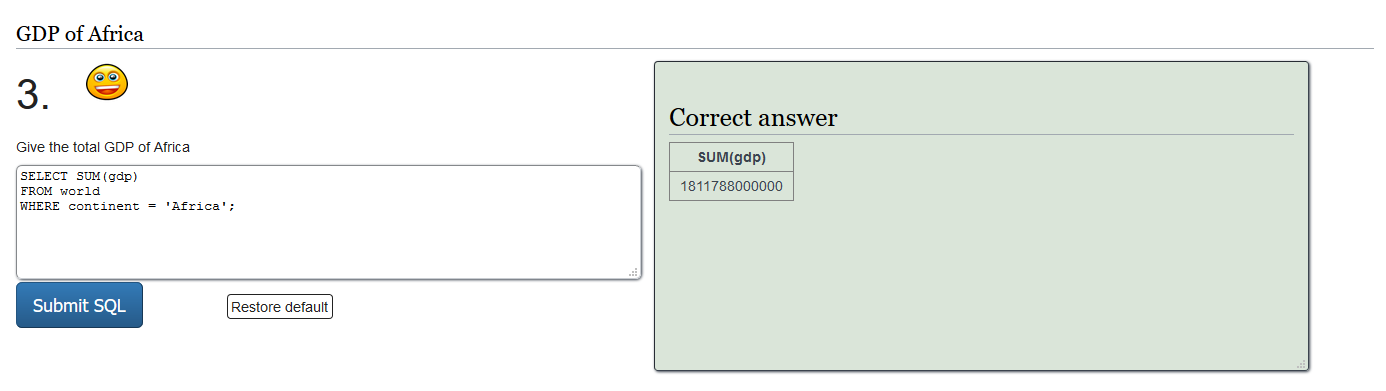 GDP of Africa
3.
Give the total GDP of Africa
SELECT SUM(gdp)
FROM world
WHERE continent = 'Africa';
Submit SQL
Restore default
Correct answer
SUM(gdp)
1811788000000